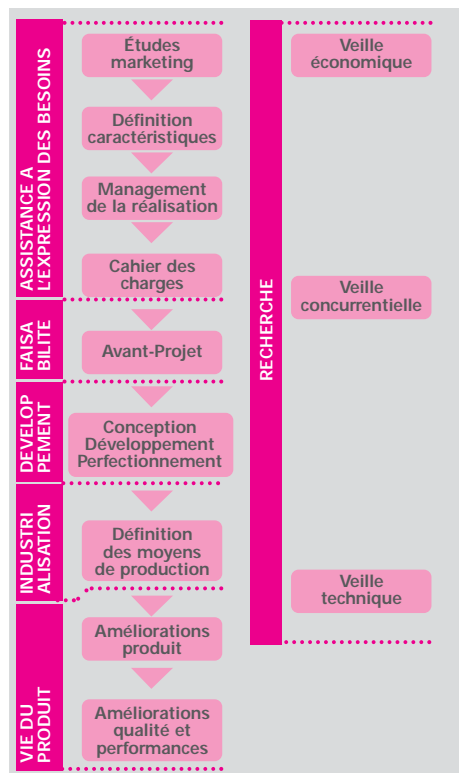 ASSISTANCE A
L'EXPRESSION DES BESOINS
Études
marketing
Définition
caractéristiques
Management
de la réalisation
Cahier des
charges
FAISA
BILITE
Avant-Projet
DEVELOP
PEMENT
Conception
Développement
Perfectionnement
INDUSTRI
ALISATION
Définition
des moyens
de production
VIE DU
PRODUIT
Améliorations
produit
Améliorations
qualité et
performances
RECHERCHE
Veille
économique
Veille
concurrentielle
Veille
technique